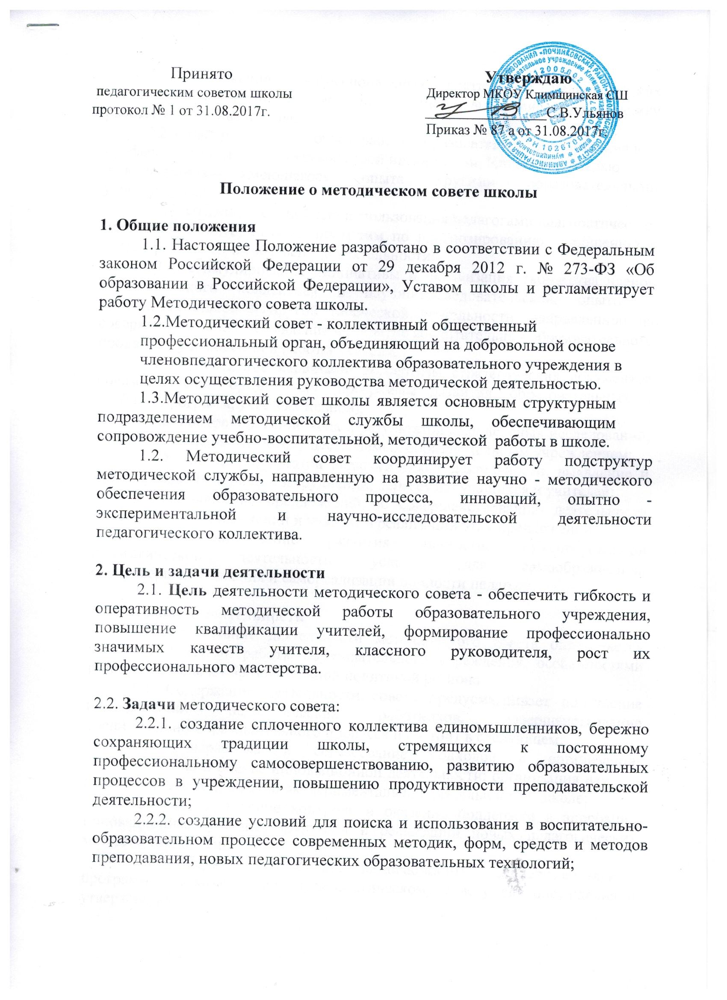 Принято
педагогическим советом школы
протокол № 1 от 31.08.2017г.
Утверждаю
Директор МКОУ Климщинская СШ
С.В.Ульянов
Приказ № 87 а от 31.08.2017г.
Положение о методическом совете школы
1. Общие положения
1.1. Настоящее Положение разработано в соответствии с Федеральным
законом Российской Федерации от 29 декабря 2012 г. № 273-ФЗ «Об
образовании в Российской Федерации», Уставом школы и регламентирует
работу Методического совета школы.
1.2.Методический совет - коллективный общественный
профессиональный орган, объединяющий на добровольной основе
членовпедагогического коллектива образовательного учреждения в
целях осуществления руководства методической деятельностью.
1.3.Методический совет школы является основным структурным
подразделением методической службы школы, обеспечивающим
сопровождение учебно-воспитательной, методической работы в школе.
1.2. Методический совет координирует работу подструктур
методической службы, направленную на развитие научно - методического
обеспечения образовательного процесса, инноваций, опытно -
экспериментальной и научно-исследовательской деятельности
педагогического коллектива.
2. Цель и задачи деятельности
2.1. Цель деятельности методического совета - обеспечить гибкость и
оперативность методической работы образовательного учреждения,
повышение квалификации учителей, формирование профессионально
значимых качеств учителя, классного руководителя, рост их
профессионального мастерства.
2.2. Задачи методического совета:
2.2.1. создание сплоченного коллектива единомышленников, бережно
сохраняющих традиции школы, стремящихся к постоянному
профессиональному самосовершенствованию, развитию образовательных
процессов в учреждении, повышению продуктивности преподавательской
деятельности;
2.2.2. создание условий для поиска и использования в воспитательно-
образовательном процессе современных методик, форм, средств и методов
преподавания, новых педагогических образовательных технологий;